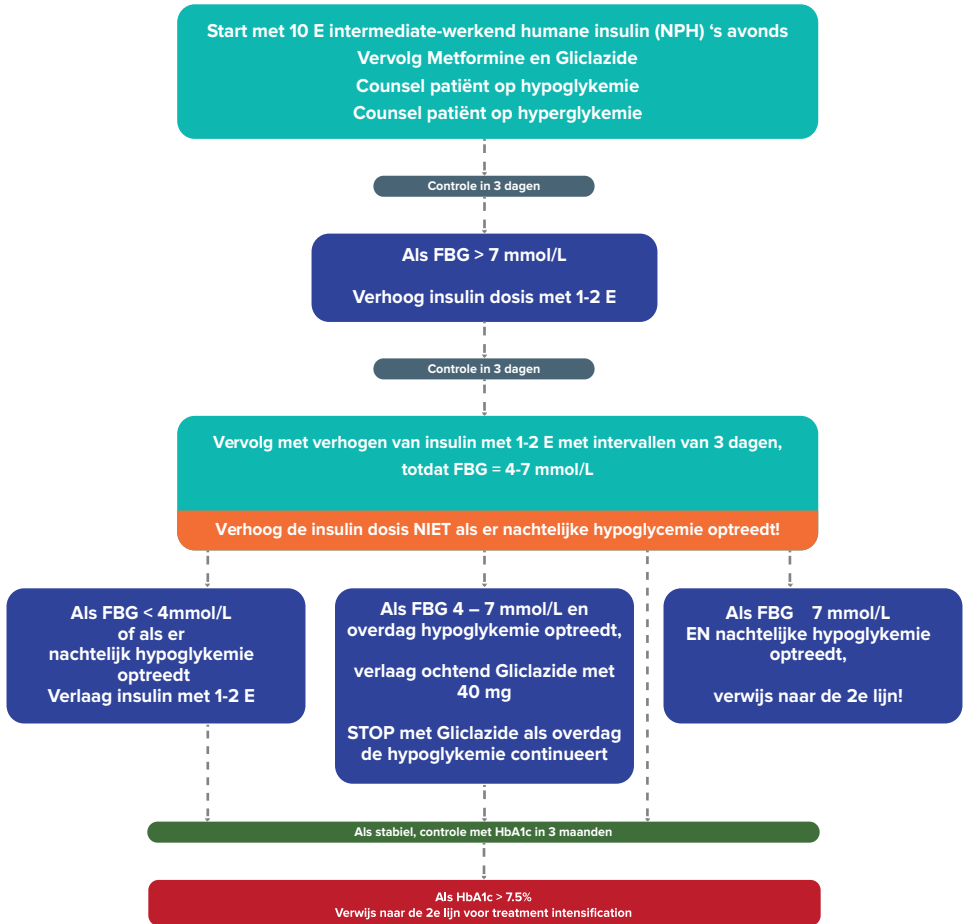 Start met 10 E intermediate-werkend humane insulin (NPH) ‘s avonds
Vervolg Metformine en Gliclazide
Counsel patiënt op hypoglykemie
Counsel patiënt op hyperglykemie
Controle in 3 dagen
Als FBG > 7 mmol/L
Verhoog insulin dosis met 1-2 E
Controle in 3 dagen
Vervolg met verhogen van insulin met 1-2 E met intervallen van 3 dagen,
totdat FBG = 4-7 mmol/L
Verhoog de insulin dosis NIET als er nachtelijke hypoglycemie optreedt!
Als FBG < 4mmol/L
of als er
nachtelijk hypoglykemie
optreedt
Verlaag insulin met 1-2 E
Als FBG 4 – 7 mmol/L en
overdag hypoglykemie optreedt,
verlaag ochtend Gliclazide met
40 mg
STOP met Gliclazide als overdag
de hypoglykemie continueert
Als FBG 7 mmol/L
EN nachtelijke hypoglykemie
optreedt,
verwijs naar de 2e lijn!
Als stabiel, controle met HbA1c in 3 maanden
Als HbA1c > 7.5%
Verwijs naar de 2e lijn voor treatment intensification